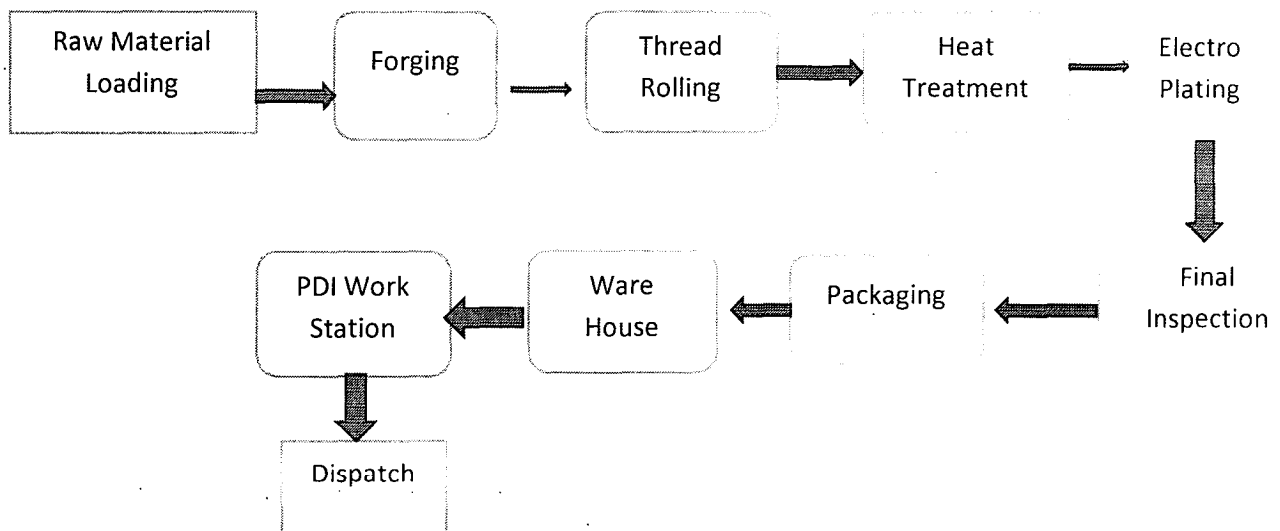 Raw Material
Loading
Forging
Thread
Rolling
Heat
Treatment
Electro
Plating
Final
Inspection
Packaging
Ware
House
PDI Work
Station
Dispatch